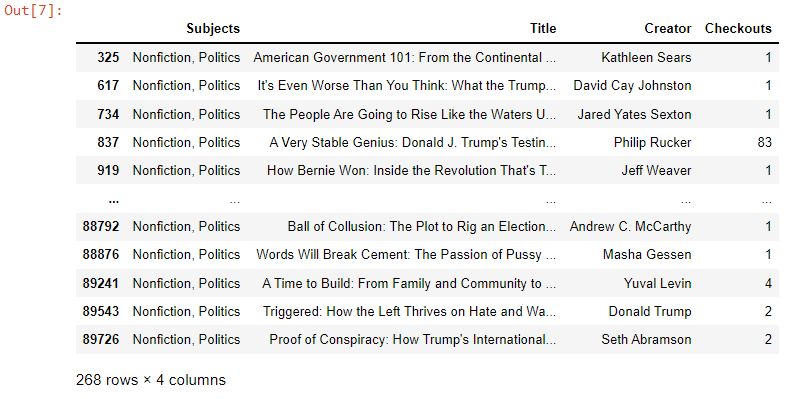 Out[7]:
Subjects Title Creator Checkouts
325 Nonfiction, Politics American Government 101: From the Continental ... Kathleen Sears 1
617 Nonfiction, Politics It's Even Worse Than You Think: What the Trump... David Cay Johnston 1
734 Nonfiction, Politics The People Are Going to Rise Like the Waters U... Jared Yates Sexton 1
837 Nonfiction, Politics A Very Stable Genius: Donald J. Trump's Testin... Philip Rucker 83
919 Nonfiction, Politics How Bernie Won: Inside the Revolution That's T... Jeff Weaver 1
... ... ... ... ...
88792 Nonfiction, Politics Ball of Collusion: The Plot to Rig an Election... Andrew C. McCarthy 1
88876 Nonfiction, Politics Words Will Break Cement: The Passion of Pussy ... Masha Gessen 1
89241 Nonfiction, Politics A Time to Build: From Family and Community to ... Yuval Levin 4
89543 Nonfiction, Politics Triggered: How the Left Thrives on Hate and Wa... Donald Trump 2
89726 Nonfiction, Politics Proof of Conspiracy: How Trump's International... Seth Abramson 2
268 rows × 4 columns